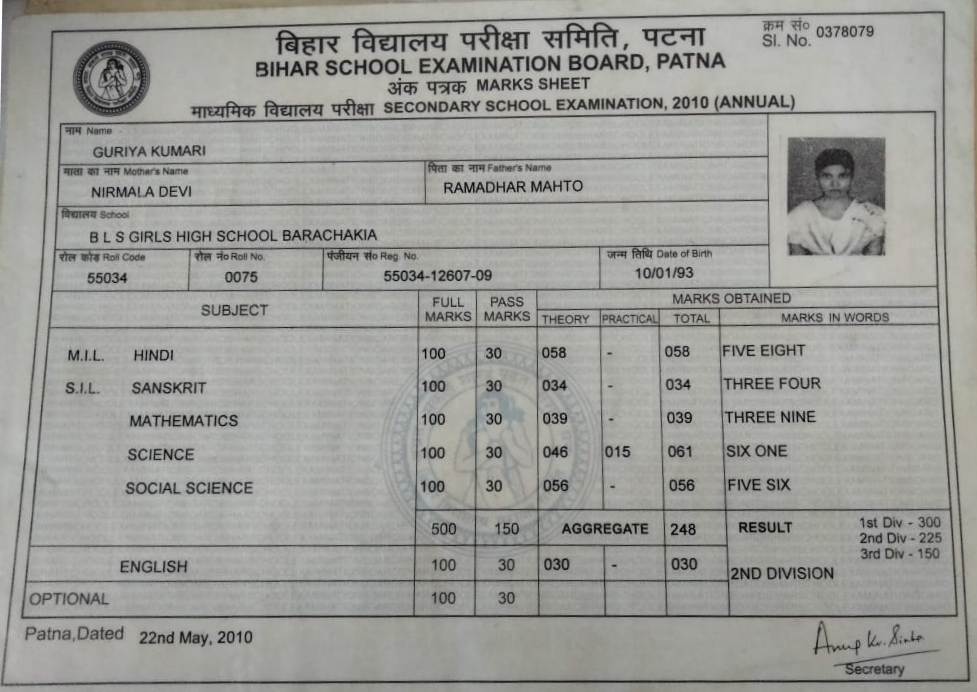 बिहार विद्यालय परीक्षा समिति, पटना
क्रम सं० 0378079
Sl. No.
BIHAR SCHOOL EXAMINATION BOARD, PATNA
अंक पत्रक MARKS SHEET
माध्यमिक विद्यालय परीक्षा SECONDARY SCHOOL EXAMINATION, 2010 (ANNUAL)
नाम Name
GURIYA KUMARI
माता का नाम Mother's Name पिता का नाम Father's Name
NIRMALA DEVI RAMADHAR MAHTO
विद्यालय School
B L S GIRLS HIGH SCHOOL BARACHAKIA
रोल कोड Roll Code रोल नं० Roll No. पंजीयन सं० Reg. No. जन्म तिथि Date of Birth
55034 0075 55034-12607-09 10/01/93
SUBJECT FULL MARKS PASS MARKS MARKS OBTAINED
THEORY PRACTICAL TOTAL MARKS IN WORDS
M.I.L. HINDI 100 30 058 - 058 FIVE EIGHT
S.I.L. SANSKRIT 100 30 034 - 034 THREE FOUR
MATHEMATICS 100 30 039 - 039 THREE NINE
SCIENCE 100 30 046 015 061 SIX ONE
SOCIAL SCIENCE 100 30 056 - 056 FIVE SIX
500 150 AGGREGATE 248 RESULT 1st Div - 300
2nd Div - 225
3rd Div - 150
ENGLISH 100 30 030 - 030 2ND DIVISION
OPTIONAL 100 30
Patna,Dated 22nd May, 2010
Anup Kr. Sinha
Secretary